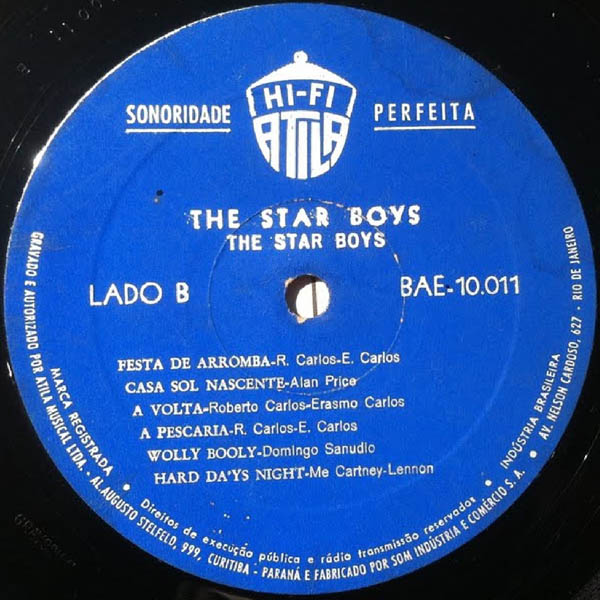 HI-FI
ATILA
SONORIDADE PERFEITA
THE STAR BOYS
THE STAR BOYS
LADO B BAE-10.011
FESTA DE ARROMBA-R. Carlos-E. Carlos
CASA SOL NASCENTE-Alan Price
A VOLTA-Roberto Carlos-Erasmo Carlos
A PESCARIA-R. Carlos-E. Carlos
WOLLY BOOLY-Domingo Sanudio
HARD DA'YS NIGHT-Me Cartney-Lennon
MARCA REGISTRADA • Direitos de execução pública e rádio transmissão reservados • INDÚSTRIA BRASILEIRA
GRAVADO E AUTORIZADO POR ATILA MUSICAL LTDA. - AL. AUGUSTO STELFELD, 999, CURITIBA - PARANÁ E FABRICADO POR SOM INDÚSTRIA E COMÉRCIO S. A. • AV. NELSON CARDOSO, 627 - RIO DE JANEIRO